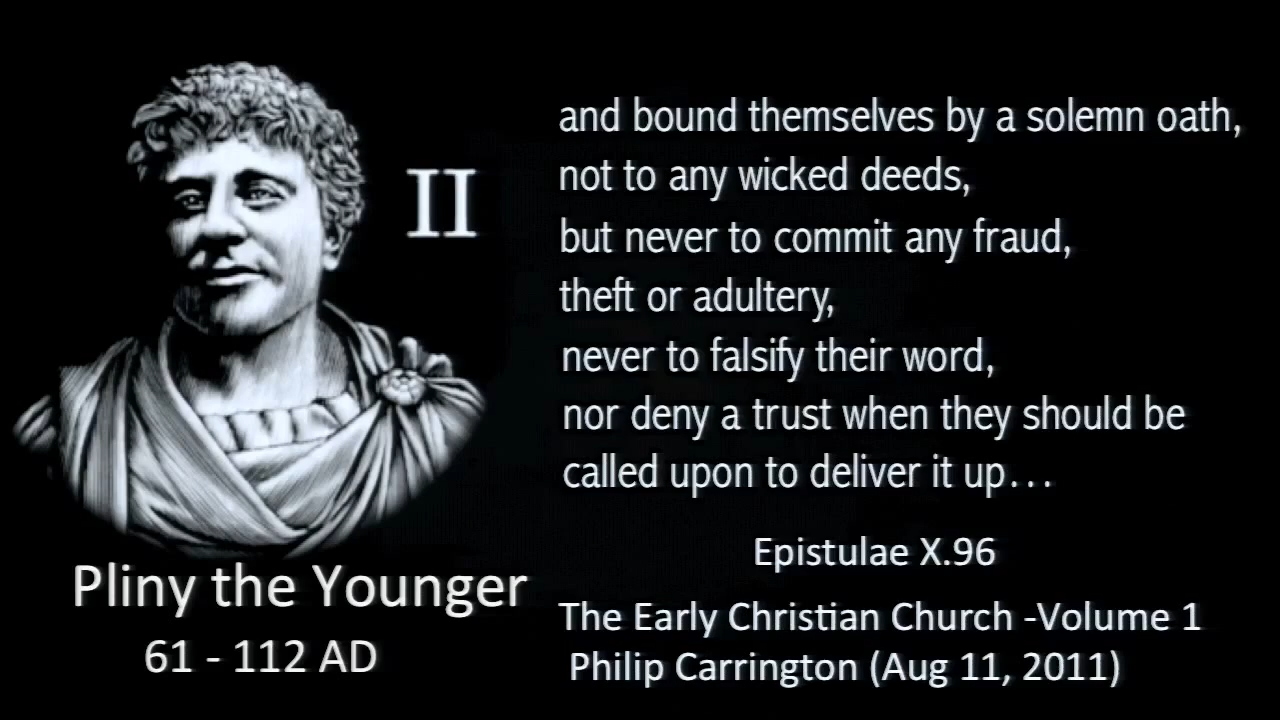 II
Pliny the Younger
61 - 112 AD
and bound themselves by a solemn oath,
not to any wicked deeds,
but never to commit any fraud,
theft or adultery,
never to falsify their word,
nor deny a trust when they should be
called upon to deliver it up...
Epistulae X.96
The Early Christian Church -Volume 1
Philip Carrington (Aug 11, 2011)